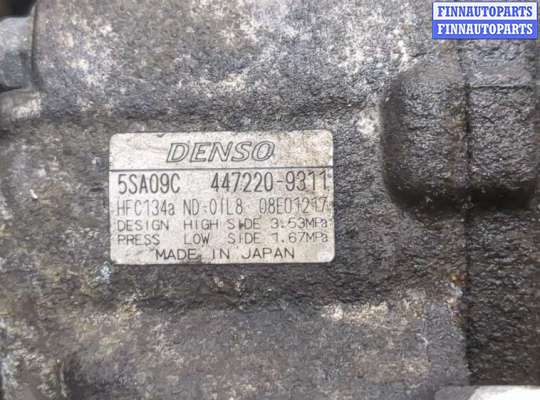 FINNAUTOPARTS
FINNAUTOPARTS
DENSO
5SA09C 447220-9311
HFC134a ND-OIL8 08E01217
DESIGN HIGH SIDE 3.53MPa
PRESS LOW SIDE 1.67MPa
MADE IN JAPAN